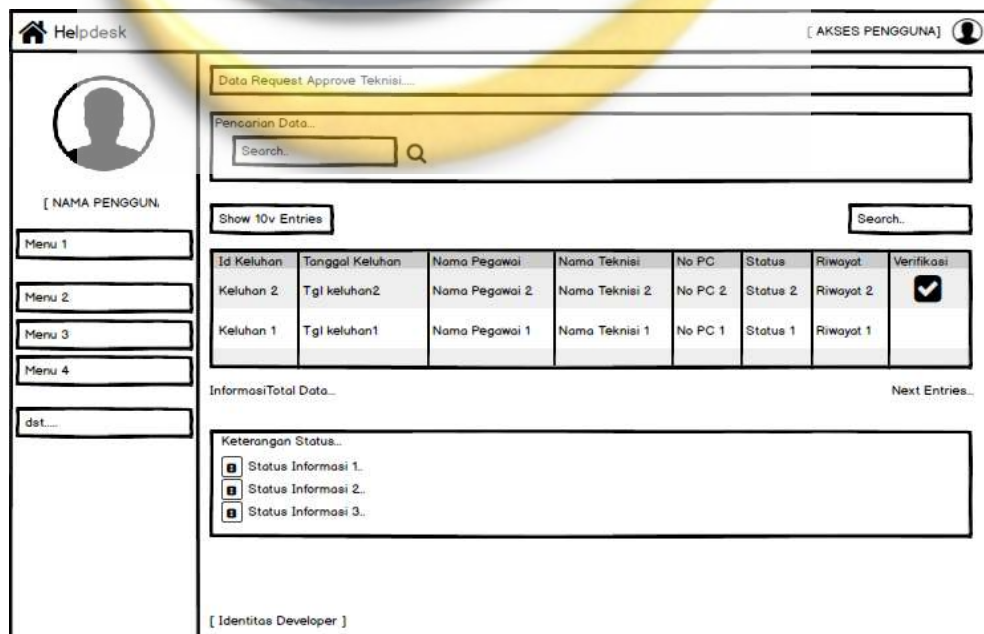 Helpdesk
[ AKSES PENGGUNA]
Data Request Approve Teknisi....
Pencarian Data...
Search..
[ NAMA PENGGUN
Show 10v Entries
Search..
Menu 1
Menu 2
Menu 3
Menu 4
dst.....
Id Keluhan Tanggal Keluhan Nama Pegawai Nama Teknisi No PC Status Riwayat Verifikasi
Keluhan 2 Tgl keluhan2 Nama Pegawai 2 Nama Teknisi 2 No PC 2 Status 2 Riwayat 2
Keluhan 1 Tgl keluhan1 Nama Pegawai 1 Nama Teknisi 1 No PC 1 Status 1 Riwayat 1
InformasiTotal Data...
Next Entries...
Keterangan Status...
Status Informasi 1..
Status Informasi 2..
Status Informasi 3..
[ Identitas Developer ]